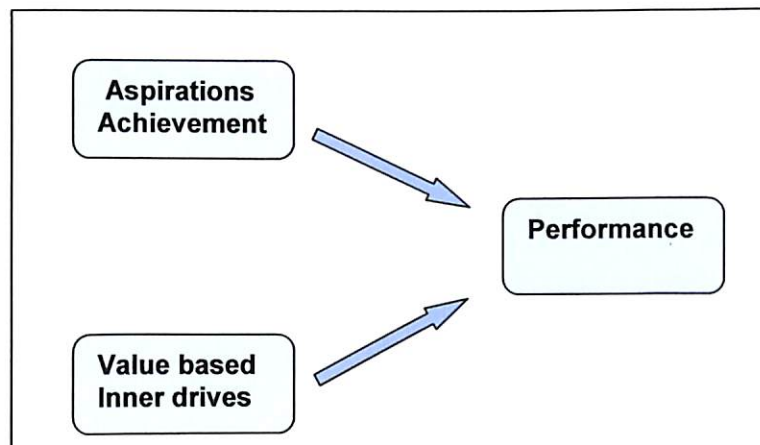 Aspirations
Achievement
Performance
Value based
Inner drives